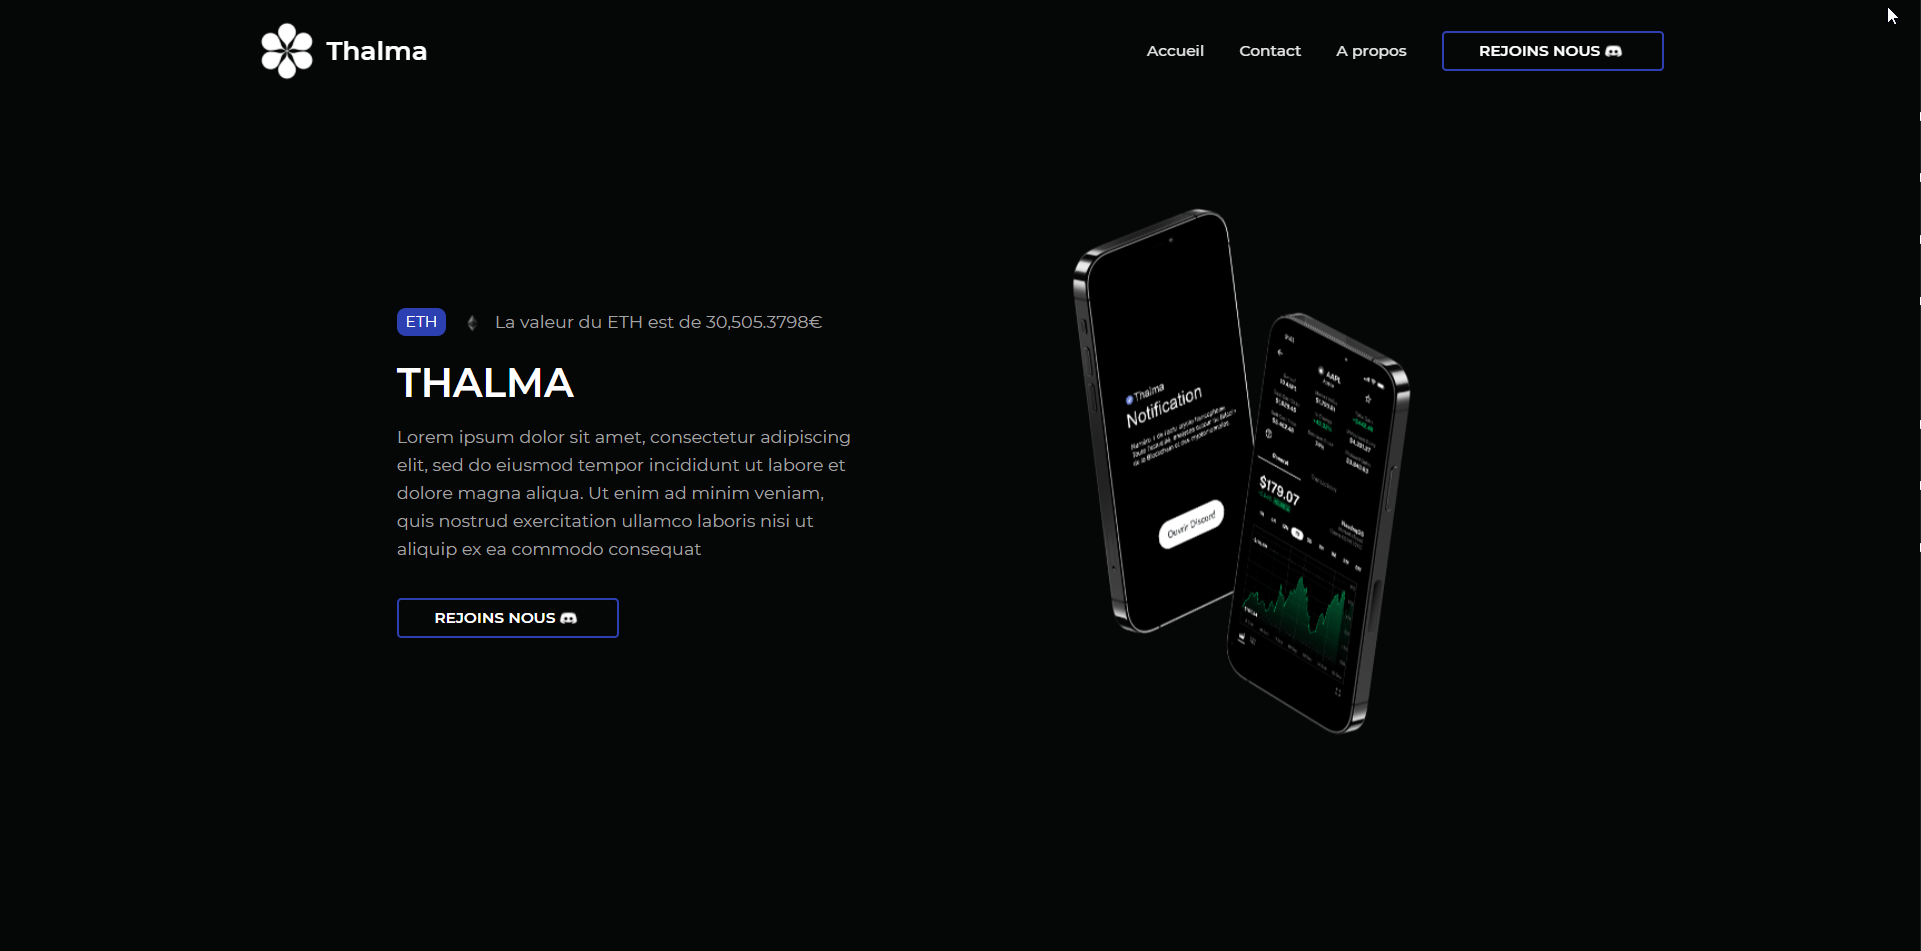 Thalma
Accueil
Contact
A propos
REJOINS NOUS
ETH
La valeur du ETH est de 30,505.3798€
THALMA
Lorem ipsum dolor sit amet, consectetur adipiscing
elit, sed do eiusmod tempor incididunt ut labore et
dolore magna aliqua. Ut enim ad minim veniam,
quis nostrud exercitation ullamco laboris nisi ut
aliquip ex ea commodo consequat
REJOINS NOUS
Thalma
Notification
Ouvrir Discord
AAPL
$179.07